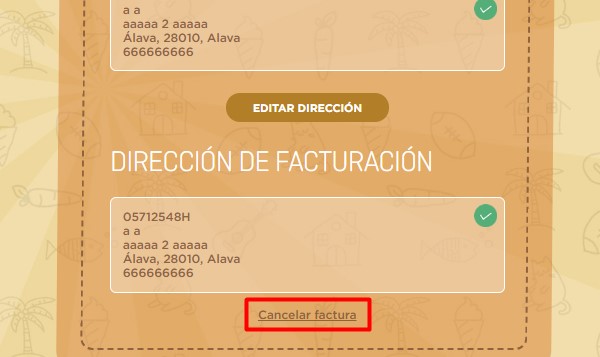 a a
aaaaa 2 aaaaa
Álava, 28010, Alava
666666666
EDITAR DIRECCIÓN
DIRECCIÓN DE FACTURACIÓN
05712548H
a a
aaaaa 2 aaaaa
Álava, 28010, Alava
666666666
Cancelar factura